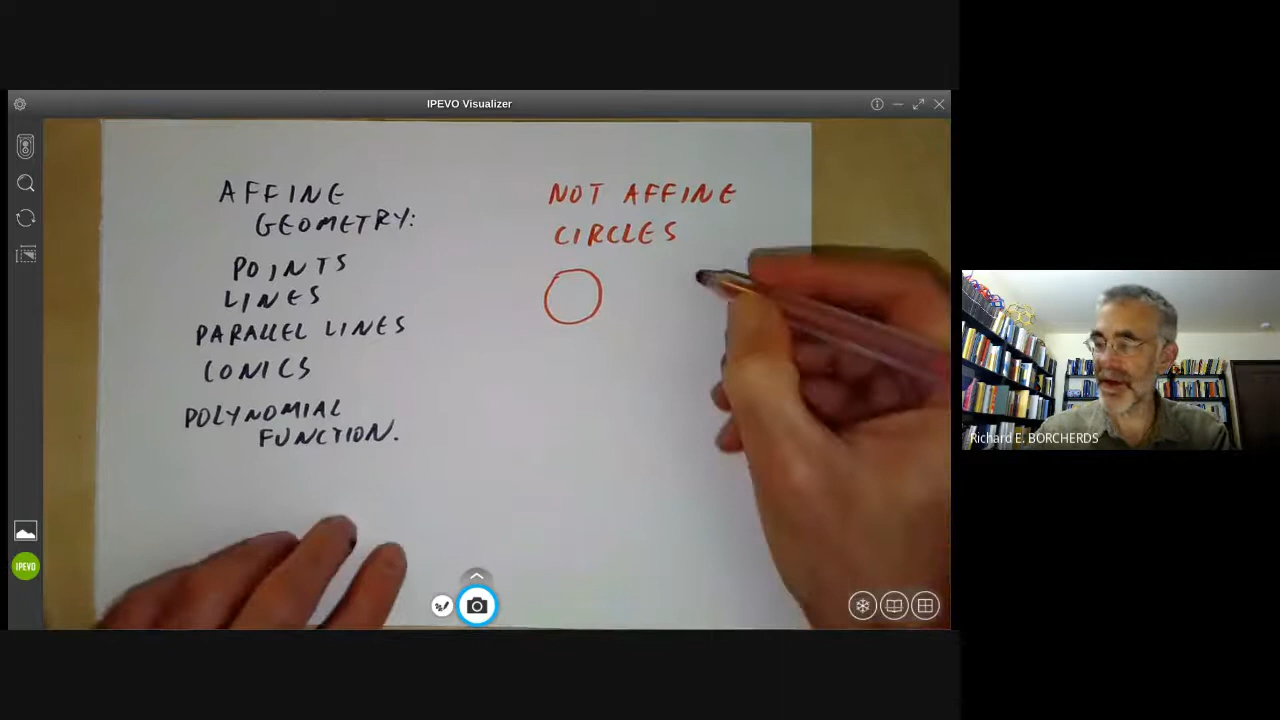 IPEVO Visualizer
AFFINE
GEOMETRY:
POINTS
LINES
PARALLEL LINES
CONICS
POLYNOMIAL
FUNCTION.
NOT AFFINE
CIRCLES
Richard E. BORCHERDS
IPEVO